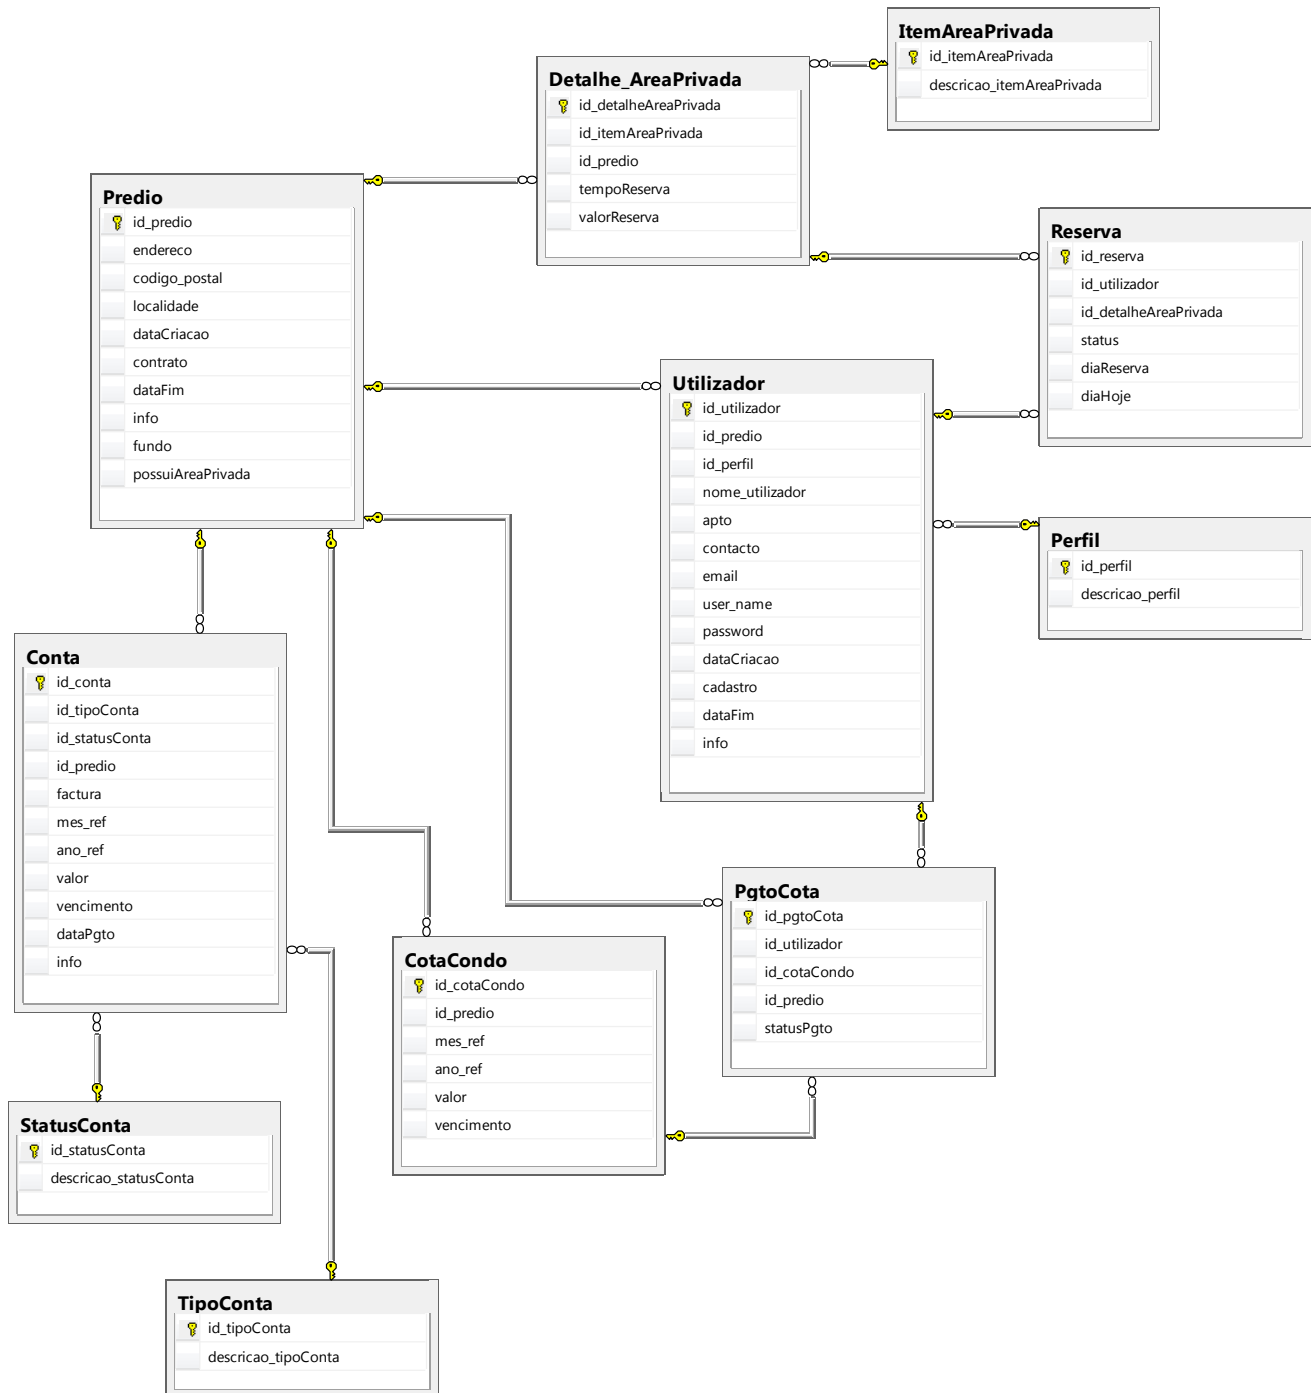 ItemAreaPrivada
id_itemAreaPrivada
descricao_itemAreaPrivada
Detalhe_AreaPrivada
id_detalheAreaPrivada
id_itemAreaPrivada
id_predio
tempoReserva
valorReserva
Predio
id_predio
endereco
codigo_postal
localidade
dataCriacao
contrato
dataFim
info
fundo
possuiAreaPrivada
Reserva
id_reserva
id_utilizador
id_detalheAreaPrivada
status
diaReserva
diaHoje
Utilizador
id_utilizador
id_predio
id_perfil
nome_utilizador
apto
contacto
email
user_name
password
dataCriacao
cadastro
dataFim
info
Perfil
id_perfil
descricao_perfil
Conta
id_conta
id_tipoConta
id_statusConta
id_predio
factura
mes_ref
ano_ref
valor
vencimento
dataPgto
info
PgtoCota
id_pgtoCota
id_utilizador
id_cotaCondo
id_predio
statusPgto
CotaCondo
id_cotaCondo
id_predio
mes_ref
ano_ref
valor
vencimento
StatusConta
id_statusConta
descricao_statusConta
TipoConta
id_tipoConta
descricao_tipoConta